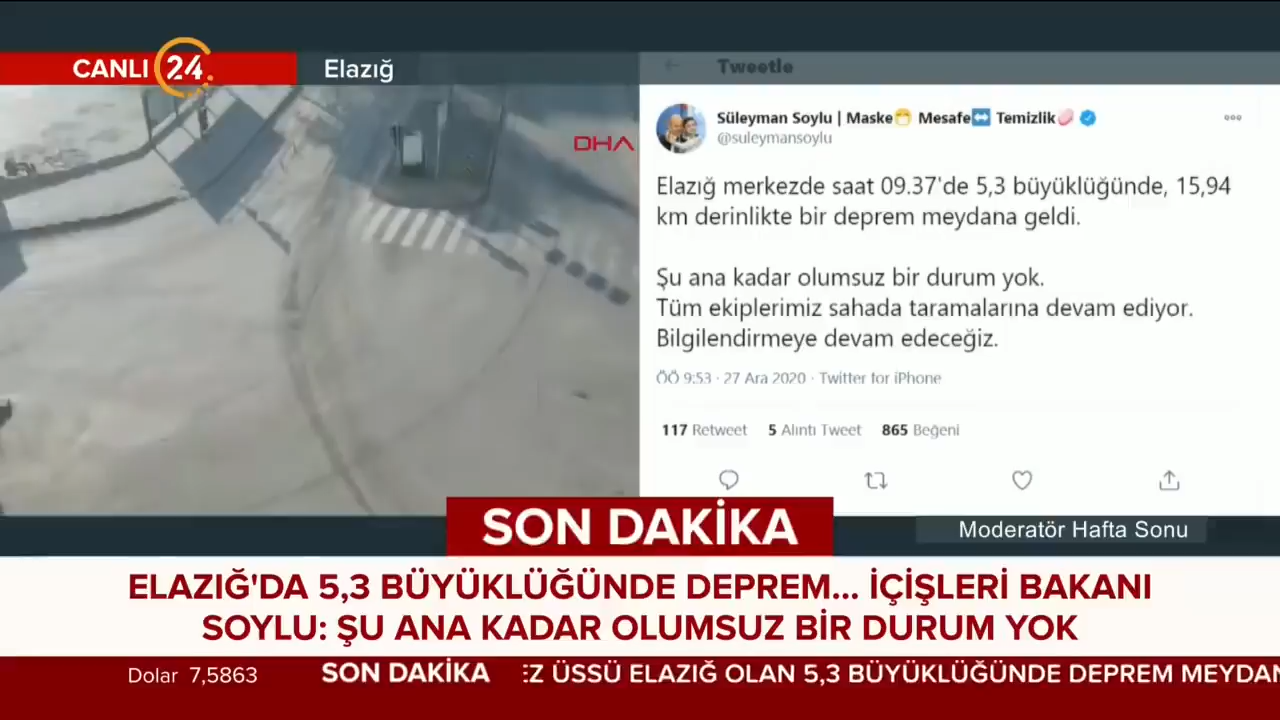 CANLI 24
Elazığ
DHA
Tweetle
Süleyman Soylu | Maske😷 Mesafe↔️ Temizlik🧼
@suleymansoylu
Elazığ merkezde saat 09.37'de 5,3 büyüklüğünde, 15,94
km derinlikte bir deprem meydana geldi.
Şu ana kadar olumsuz bir durum yok.
Tüm ekiplerimiz sahada taramalarına devam ediyor.
Bilgilendirmeye devam edeceğiz.
ÖÖ 9:53 · 27 Ara 2020 · Twitter for iPhone
117 Retweet 5 Alıntı Tweet 865 Beğeni
SON DAKİKA
Moderatör Hafta Sonu
ELAZIĞ'DA 5,3 BÜYÜKLÜĞÜNDE DEPREM... İÇİŞLERİ BAKANI
SOYLU: ŞU ANA KADAR OLUMSUZ BİR DURUM YOK
Dolar 7,5863 SON DAKİKA ÜSSÜ ELAZIĞ OLAN 5,3 BÜYÜKLÜĞÜNDE DEPREM MEYDAN